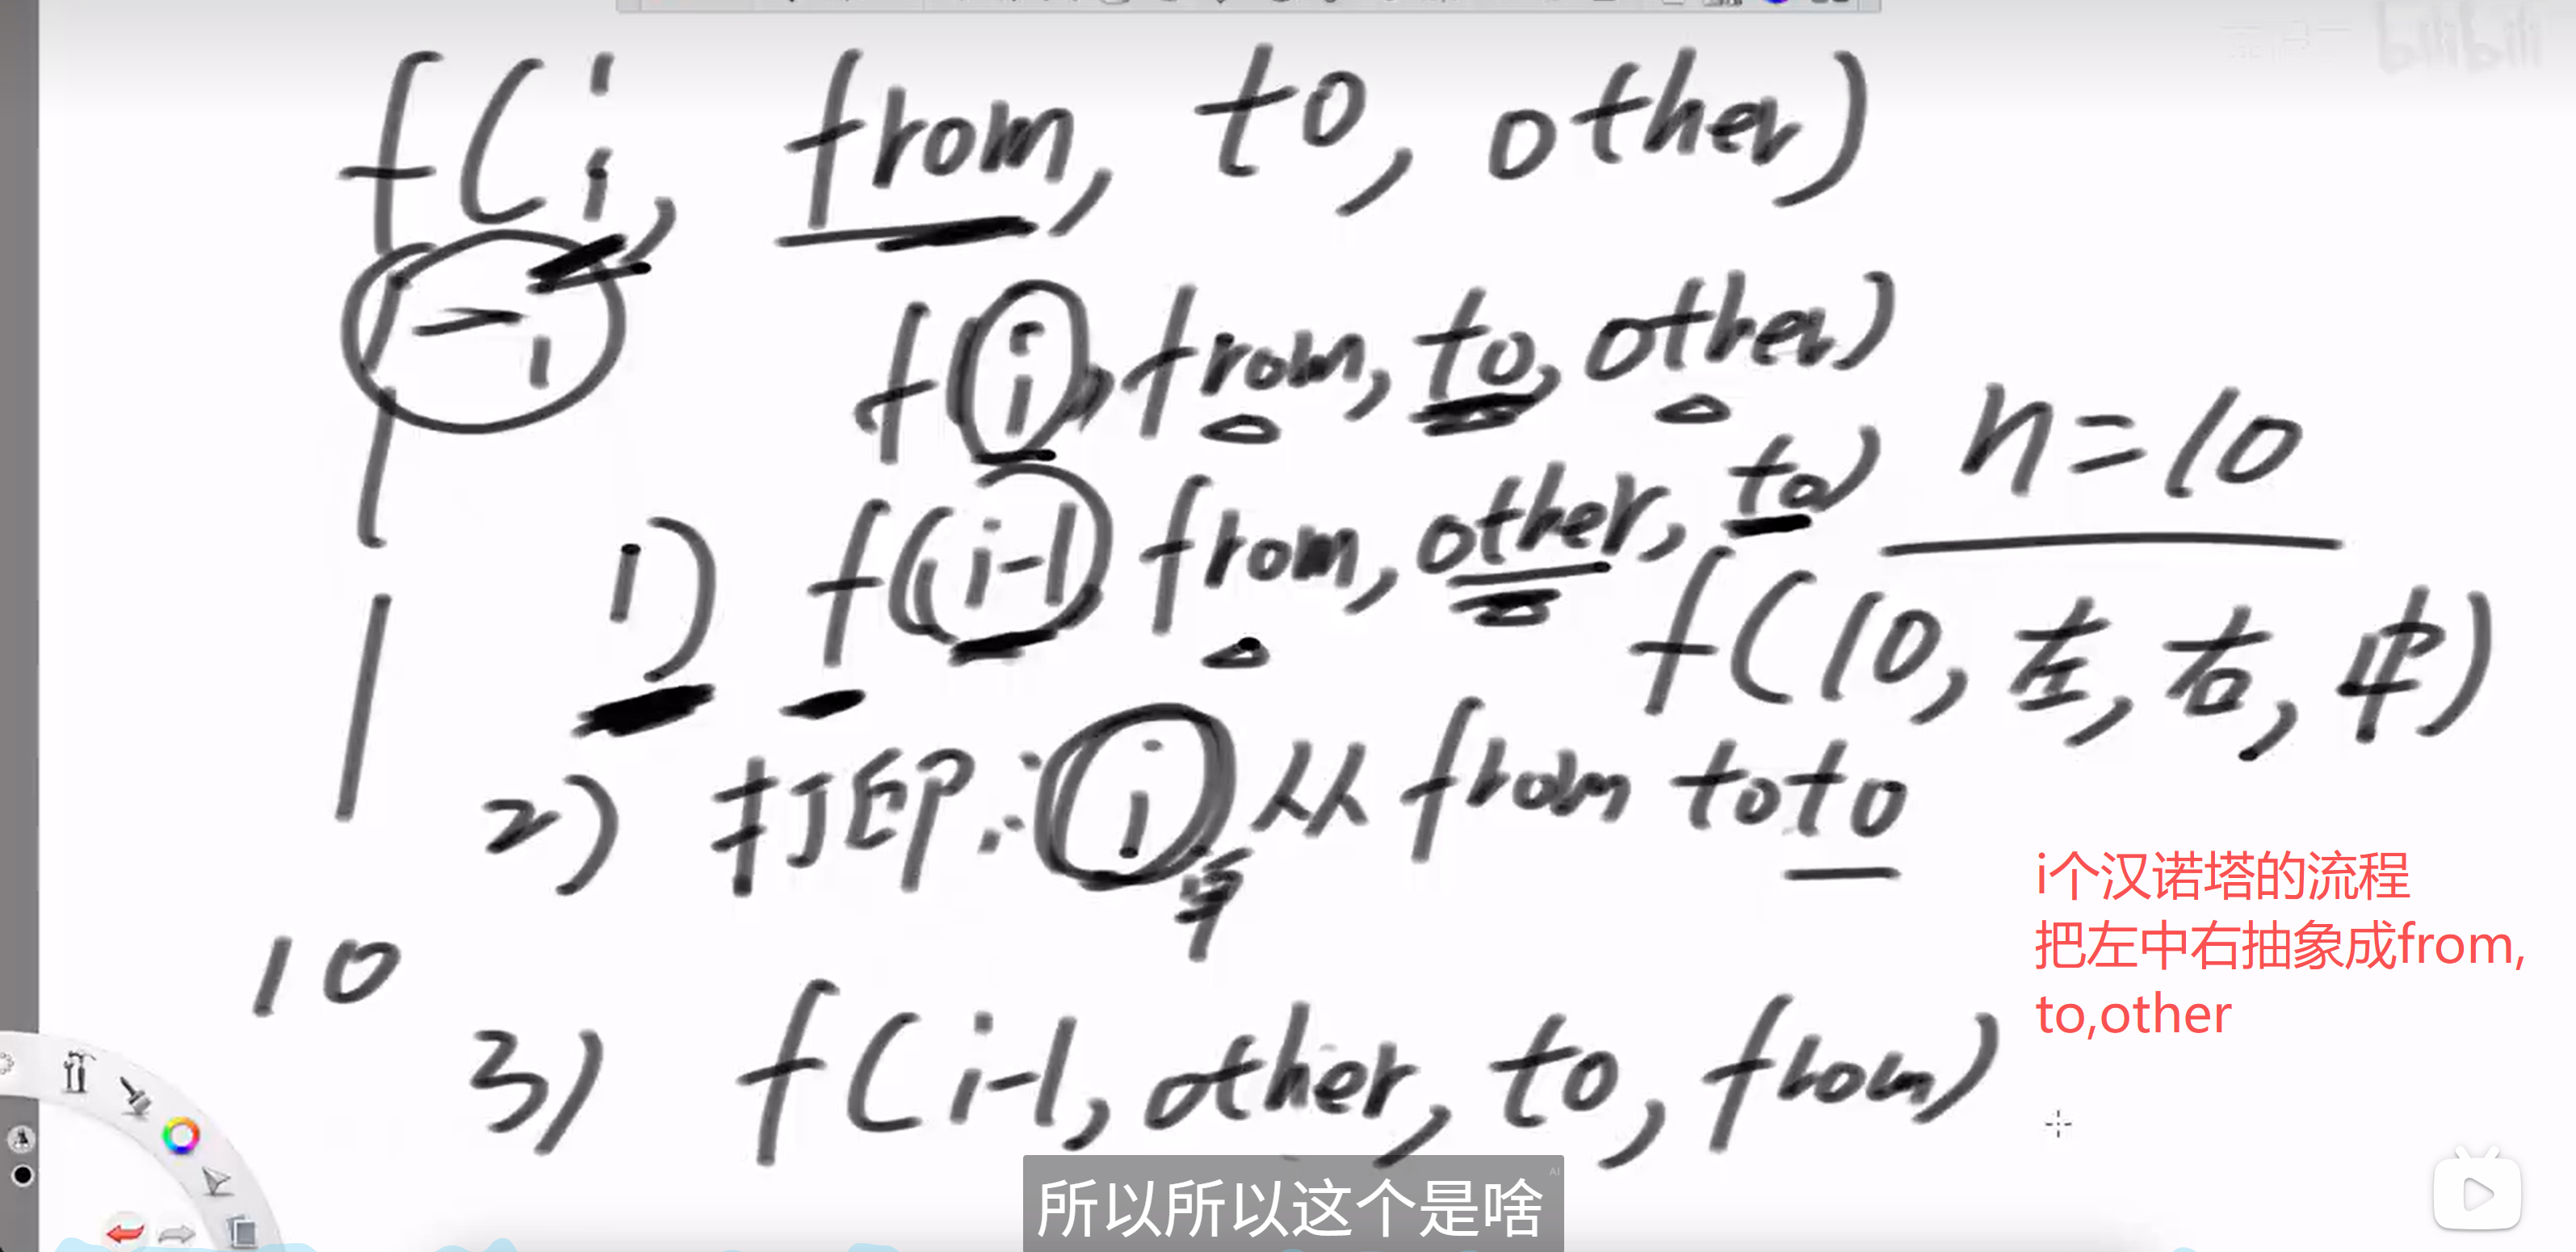 bilibili
f(i, from, to, other)
f(i, from, to, other)
n=10
1) f(i-1 from, other, to)
f(10, 左, 右, 中)
2) 打印: i 从 from to to
i个汉诺塔的流程
把左中右抽象成from,
to,other
10
3) f(i-1, other, to, from)
AI
所以所以这个是啥